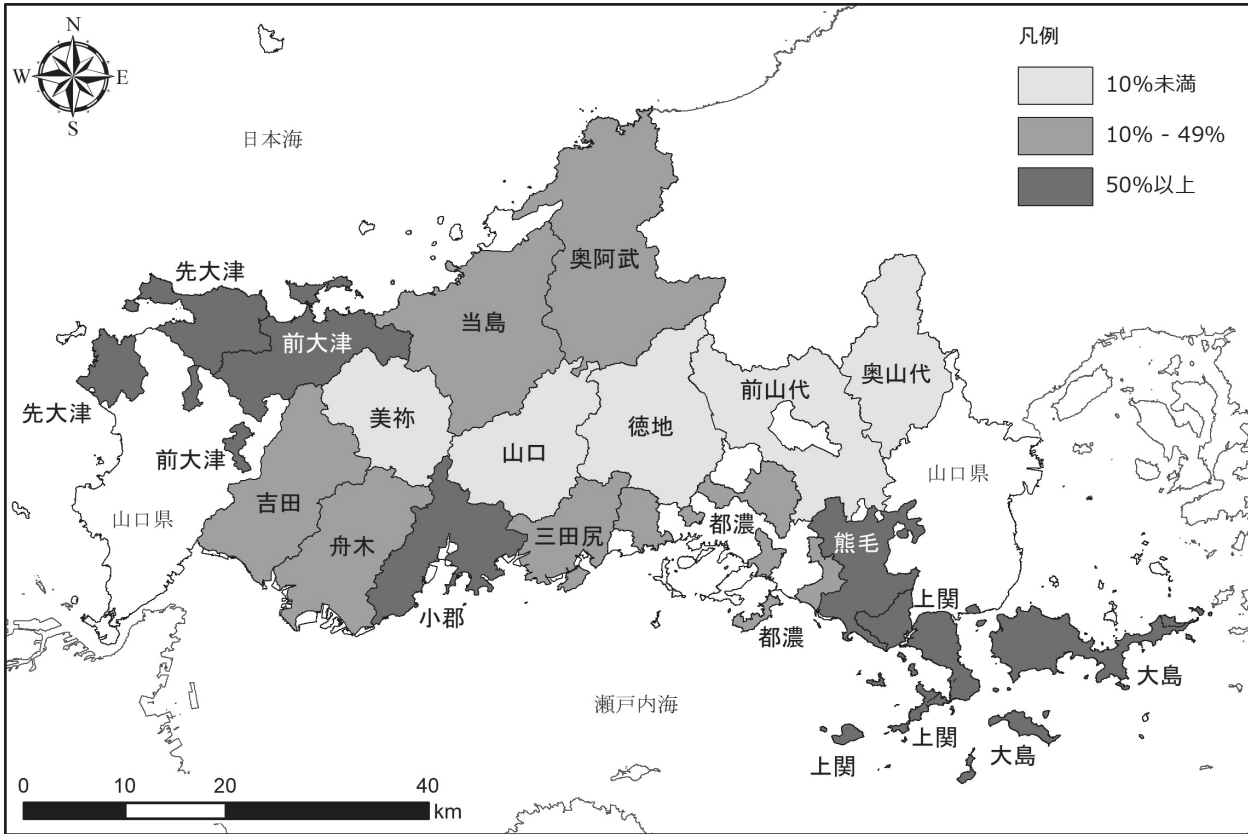 N
W
E
S
凡例
10%未満
10% - 49%
50%以上
日本海
奥阿武
先大津
当島
前大津
奥山代
前山代
美祢
先大津
徳地
山口
前大津
山口県
吉田
山口県
都濃
舟木
三田尻
熊毛
上関
小郡
都濃
大島
瀬戸内海
上関
大島
上関
0
10
20
40
km